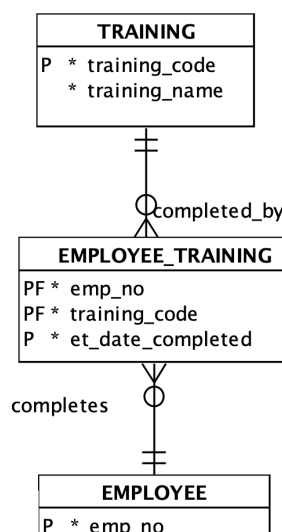 TRAINING
P * training_code
* training_name
completed_by
EMPLOYEE_TRAINING
PF * emp_no
PF * training_code
P * et_date_completed
completes
EMPLOYEE
P * emp_no